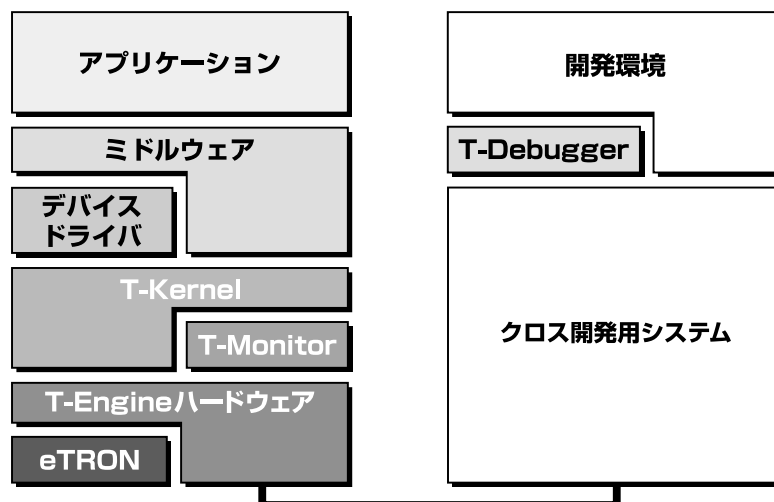 アプリケーション
ミドルウェア
デバイス
ドライバ
T-Kernel
T-Monitor
T-Engineハードウェア
eTRON
開発環境
T-Debugger
クロス開発用システム